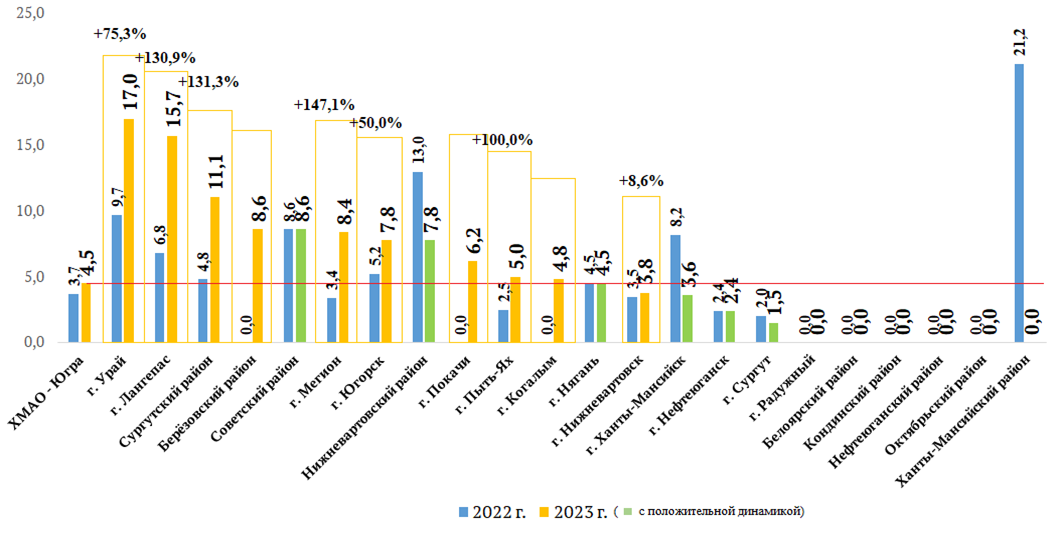 25,0
20,0
15,0
10,0
5,0
0,0
+75,3%
+130,9%
+131,3%
+147,1%
+50,0%
+100,0%
+8,6%
3,7
4,5
9,7
17,0
6,8
15,7
4,8
11,1
0,0
8,6
8,6
8,6
3,4
8,4
5,2
7,8
13,0
7,8
0,0
6,2
2,5
5,0
0,0
4,8
4,5
4,5
3,5
3,8
8,2
3,6
2,4
2,4
2,0
1,5
0,0
0,0
0,0
0,0
0,0
0,0
0,0
0,0
0,0
0,0
21,2
0,0
ХМАО - Югра
г. Урай
г. Лангепас
Сургутский район
Берёзовский район
Советский район
г. Мегион
г. Югорск
Нижневартовский район
г. Покачи
г. Пыть-Ях
г. Когалым
г. Нягань
г. Нижневартовск
г. Ханты-Мансийск
г. Нефтеюганск
г. Сургут
г. Радужный
Белоярский район
Кондинский район
Нефтеюганский район
Октябрьский район
Ханты-Мансийский район
2022 г. 2023 г. ( с положительной динамикой)